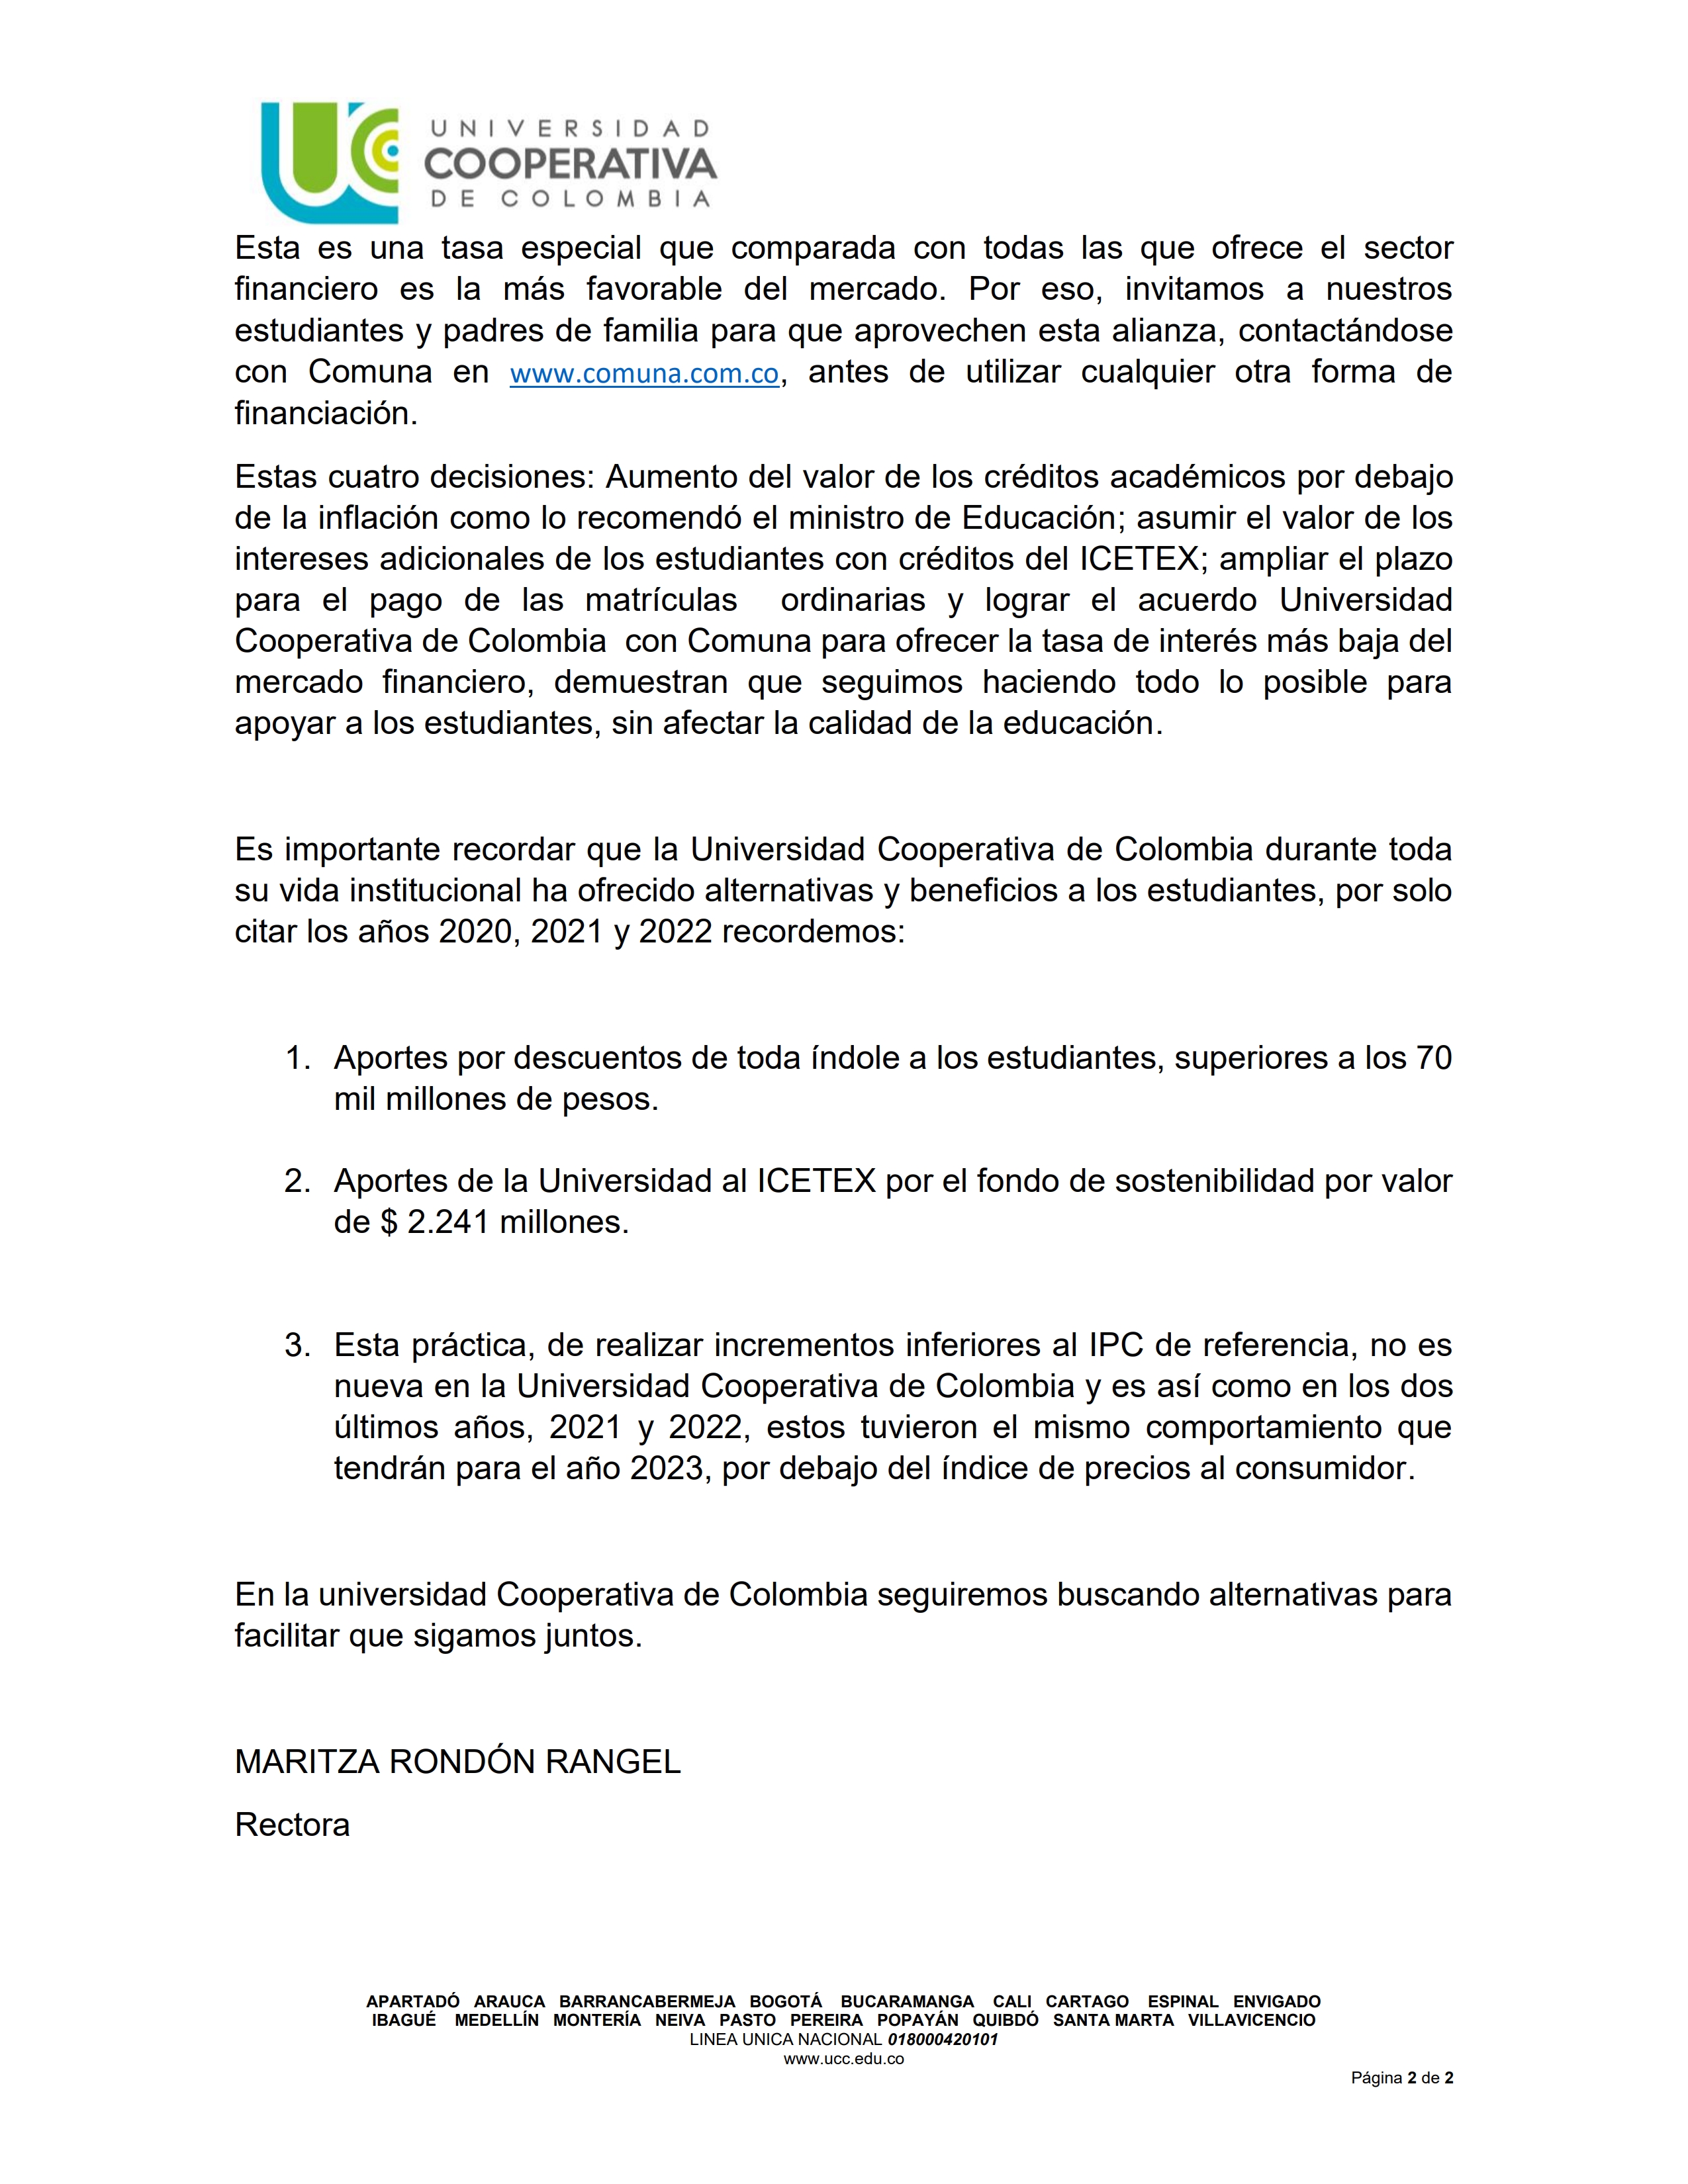 UNIVERSIDAD
COOPERATIVA
DE COLOMBIA
Esta es una tasa especial que comparada con todas las que ofrece el sector
financiero es la más favorable del mercado. Por eso, invitamos a nuestros
estudiantes y padres de familia para que aprovechen esta alianza, contactándose
con Comuna en www.comuna.com.co, antes de utilizar cualquier otra forma de
financiación.
Estas cuatro decisiones: Aumento del valor de los créditos académicos por debajo
de la inflación como lo recomendó el ministro de Educación; asumir el valor de los
intereses adicionales de los estudiantes con créditos del ICETEX; ampliar el plazo
para el pago de las matrículas ordinarias y lograr el acuerdo Universidad
Cooperativa de Colombia con Comuna para ofrecer la tasa de interés más baja del
mercado financiero, demuestran que seguimos haciendo todo lo posible para
apoyar a los estudiantes, sin afectar la calidad de la educación.
Es importante recordar que la Universidad Cooperativa de Colombia durante toda
su vida institucional ha ofrecido alternativas y beneficios a los estudiantes, por solo
citar los años 2020, 2021 y 2022 recordemos:
1. Aportes por descuentos de toda índole a los estudiantes, superiores a los 70
mil millones de pesos.
2. Aportes de la Universidad al ICETEX por el fondo de sostenibilidad por valor
de $ 2.241 millones.
3. Esta práctica, de realizar incrementos inferiores al IPC de referencia, no es
nueva en la Universidad Cooperativa de Colombia y es así como en los dos
últimos años, 2021 y 2022, estos tuvieron el mismo comportamiento que
tendrán para el año 2023, por debajo del índice de precios al consumidor.
En la universidad Cooperativa de Colombia seguiremos buscando alternativas para
facilitar que sigamos juntos.
MARITZA RONDÓN RANGEL
Rectora
APARTADÓ ARAUCA BARRANCABERMEJA BOGOTÁ BUCARAMANGA CALI CARTAGO ESPINAL ENVIGADO
IBAGUÉ MEDELLÍN MONTERÍA NEIVA PASTO PEREIRA POPAYÁN QUIBDÓ SANTA MARTA VILLAVICENCIO
LINEA UNICA NACIONAL 018000420101
www.ucc.edu.co
Página 2 de 2